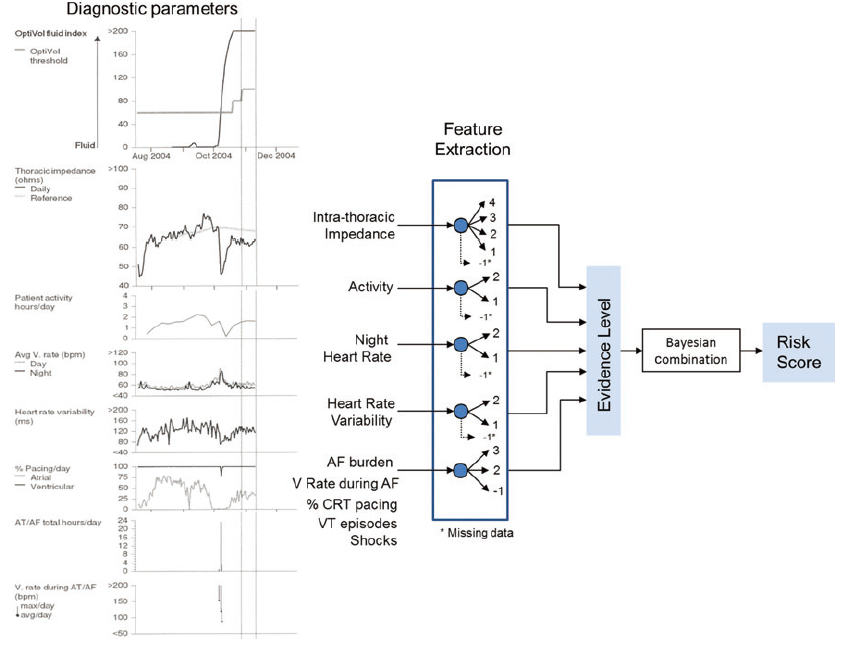 Diagnostic parameters
OptiVol fluid index
OptiVol
threshold
Fluid
>200
160
120
80
40
0
Aug 2004
Oct 2004
Dec 2004
Thoracic impedance
(ohms)
Daily
Reference
>100
90
80
70
60
50
40
Patient activity
hours/day
4
3
2
1
0
Avg V. rate (bpm)
Day
Night
>120
100
80
60
<40
Heart rate variability
(ms)
>200
160
120
80
<40
% Pacing/day
Atrial
Ventricular
100
75
50
25
0
AT/AF total hours/day
24
20
16
12
8
4
0
V. rate during AT/AF
(bpm)
max/day
avg/day
>200
150
100
<50
Feature
Extraction
Intra-thoracic
Impedance
4
3
2
1
-1*
Activity
2
1
-1*
Night
Heart Rate
2
1
-1*
Heart Rate
Variability
2
1
-1*
AF burden
V Rate during AF
% CRT pacing
VT episodes
Shocks
3
2
-1
* Missing data
Evidence Level
Bayesian
Combination
Risk
Score